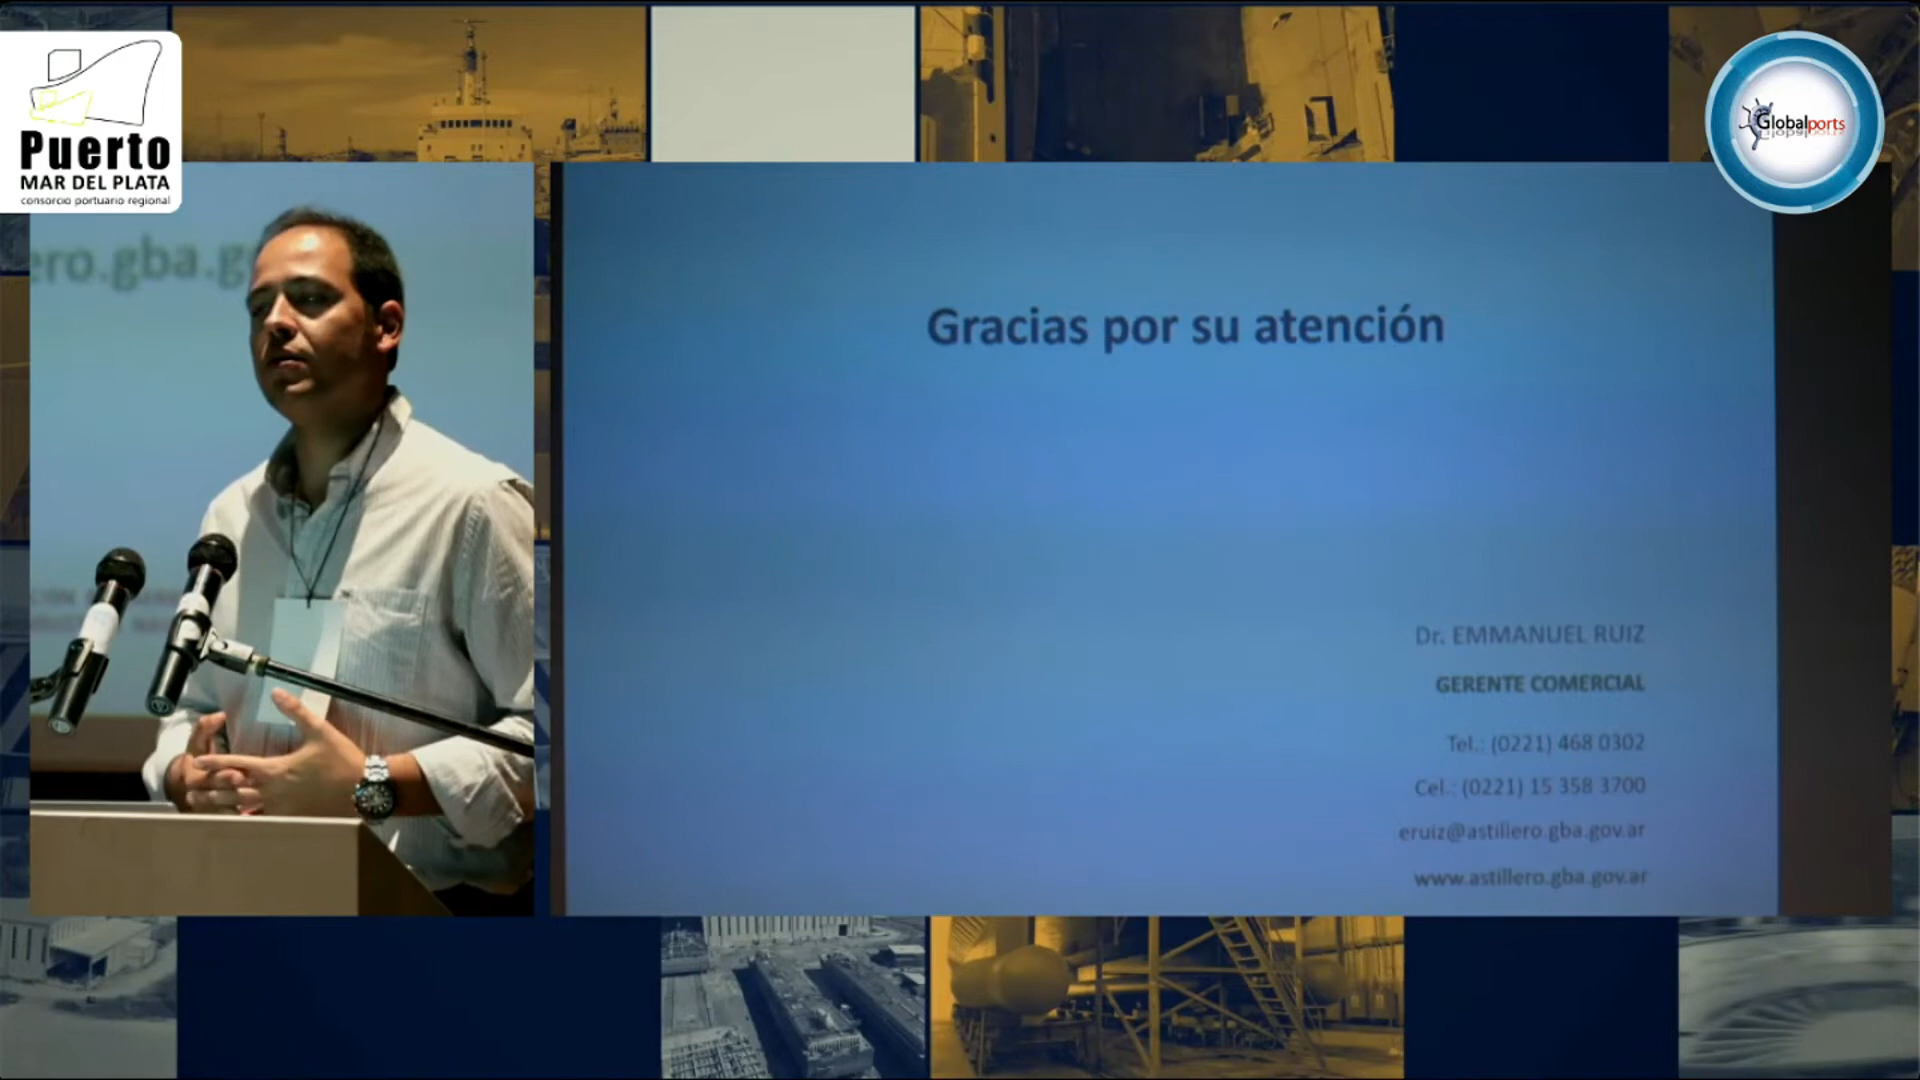 Puerto
MAR DEL PLATA
consorcio portuario regional
Globalports
ero.gba.g
Gracias por su atención
Dr. EMMANUEL RUIZ
GERENTE COMERCIAL
Tel.: (0221) 468 0302
Cel.: (0221) 15 358 3700
eruiz@astillero.gba.gov.ar
www.astillero.gba.gov.ar